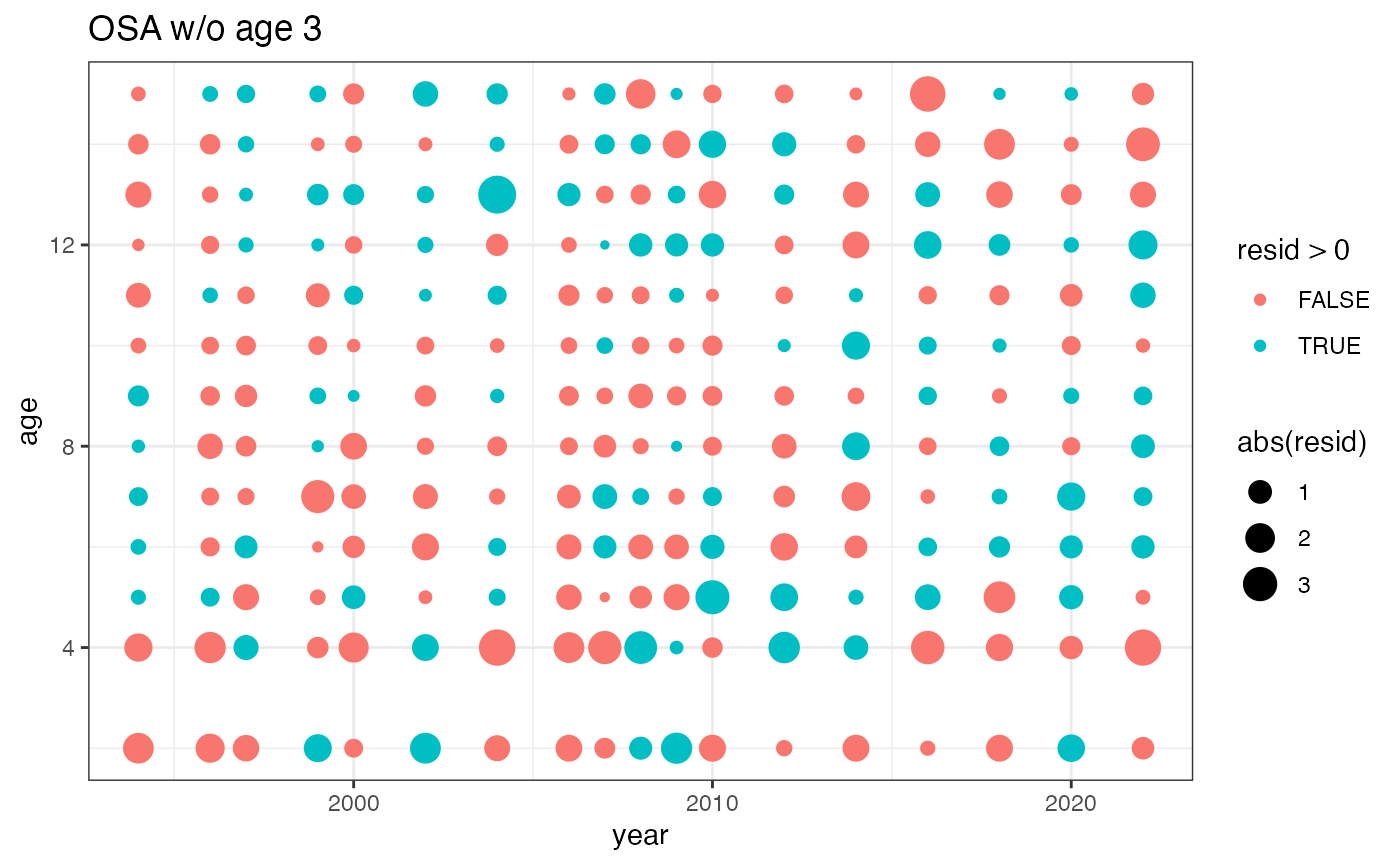 OSA w/o age 3
12
8
4
age
2000
2010
2020
year
resid > 0
FALSE
TRUE
abs(resid)
1
2
3